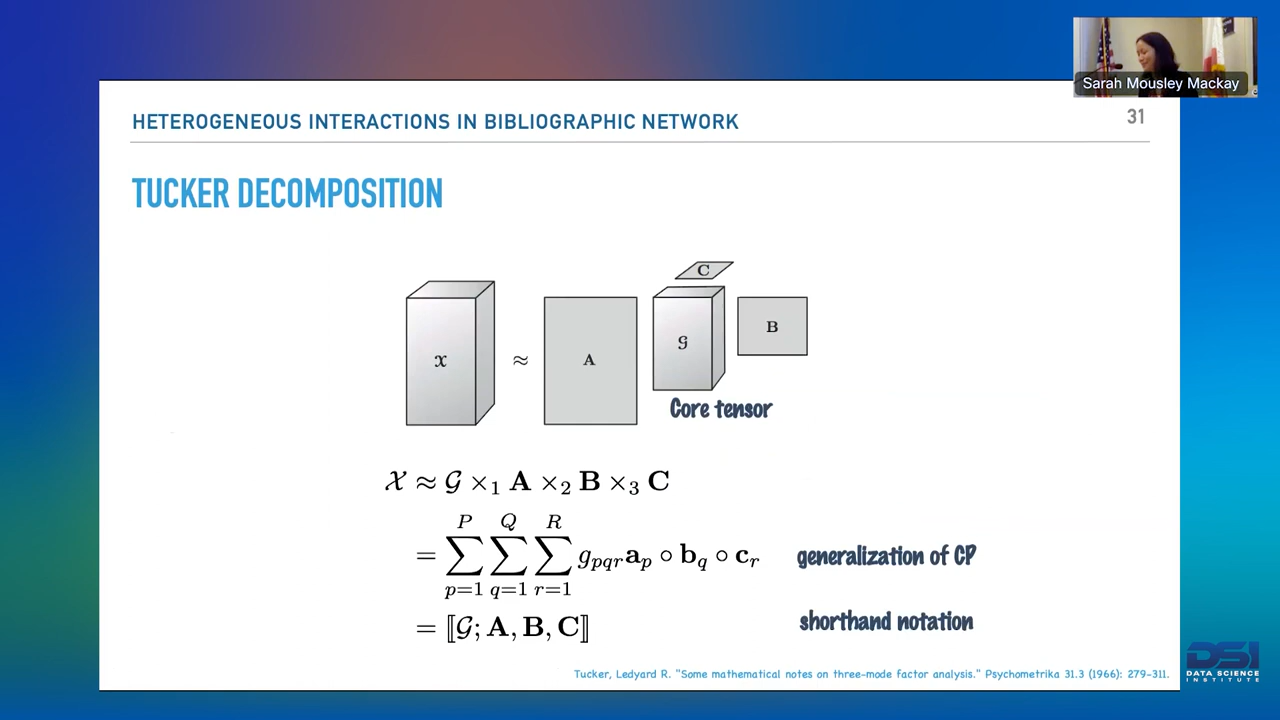 Sarah Mousley Mackay
HETEROGENEOUS INTERACTIONS IN BIBLIOGRAPHIC NETWORK
31
TUCKER DECOMPOSITION
C
𝒳 ≈ A 𝒢 B
Core tensor
𝒳 ≈ 𝒢 ×₁ A ×₂ B ×₃ C
= ∑_{p=1}^{P} ∑_{q=1}^{Q} ∑_{r=1}^{R} g_{pqr} a_p ∘ b_q ∘ c_r generalization of CP
= ⟦𝒢; A, B, C⟧ shorthand notation
Tucker, Ledyard R. "Some mathematical notes on three-mode factor analysis." Psychometrika 31.3 (1966): 279-311.
DSI
DATA SCIENCE
INSTITUTE